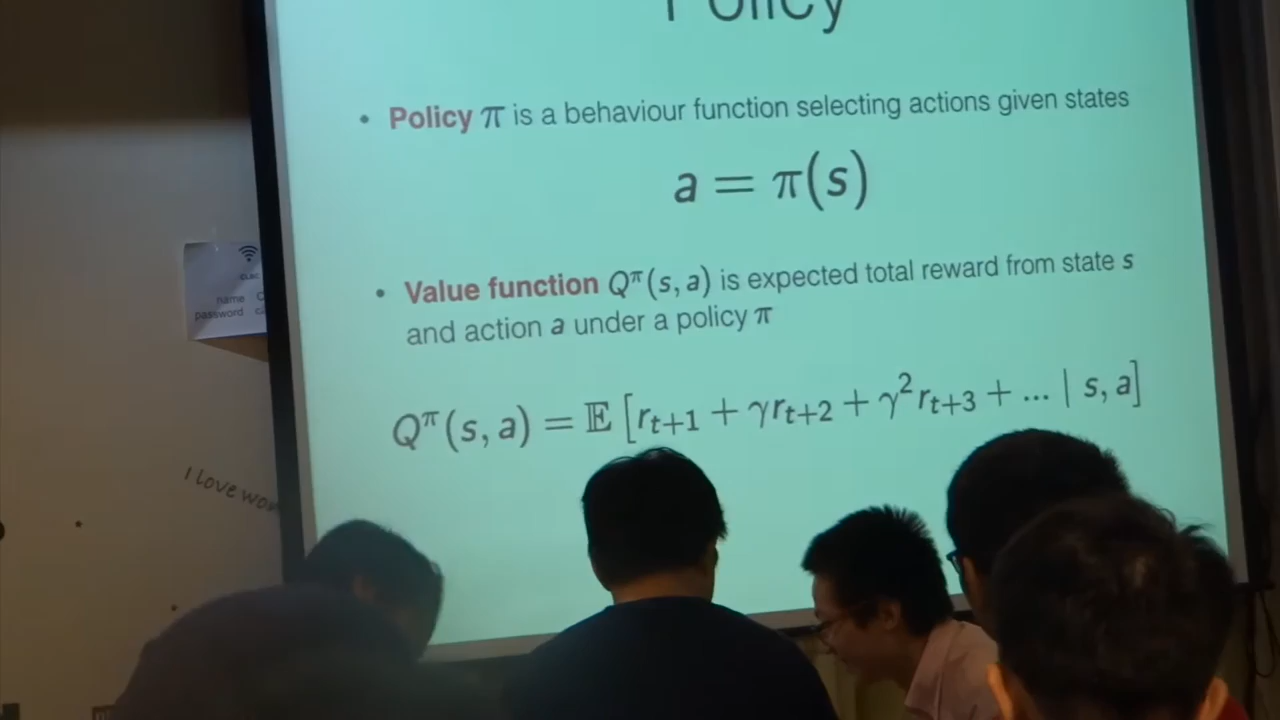 Policy
• Policy π is a behaviour function selecting actions given states
a = π(s)
• Value function Q^π(s, a) is expected total reward from state s
and action a under a policy π
Q^π(s, a) = 𝔼 [r_{t+1} + γr_{t+2} + γ²r_{t+3} + ... | s, a]
name
password
I love